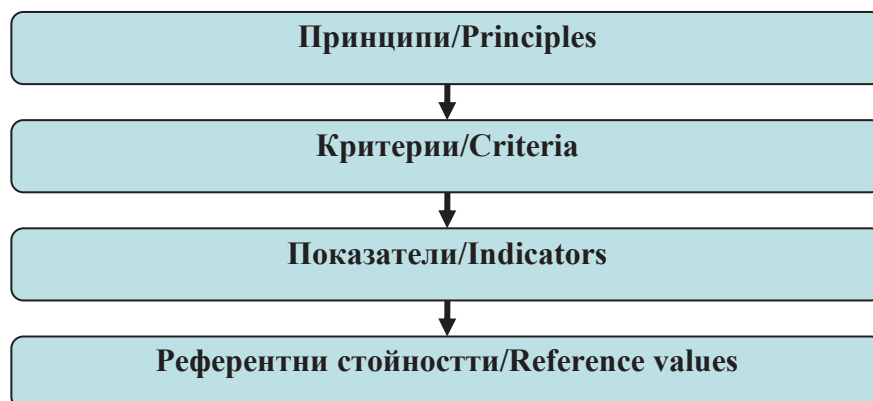 Принципи/Principles
Критерии/Criteria
Показатели/Indicators
Референтни стойностти/Reference values